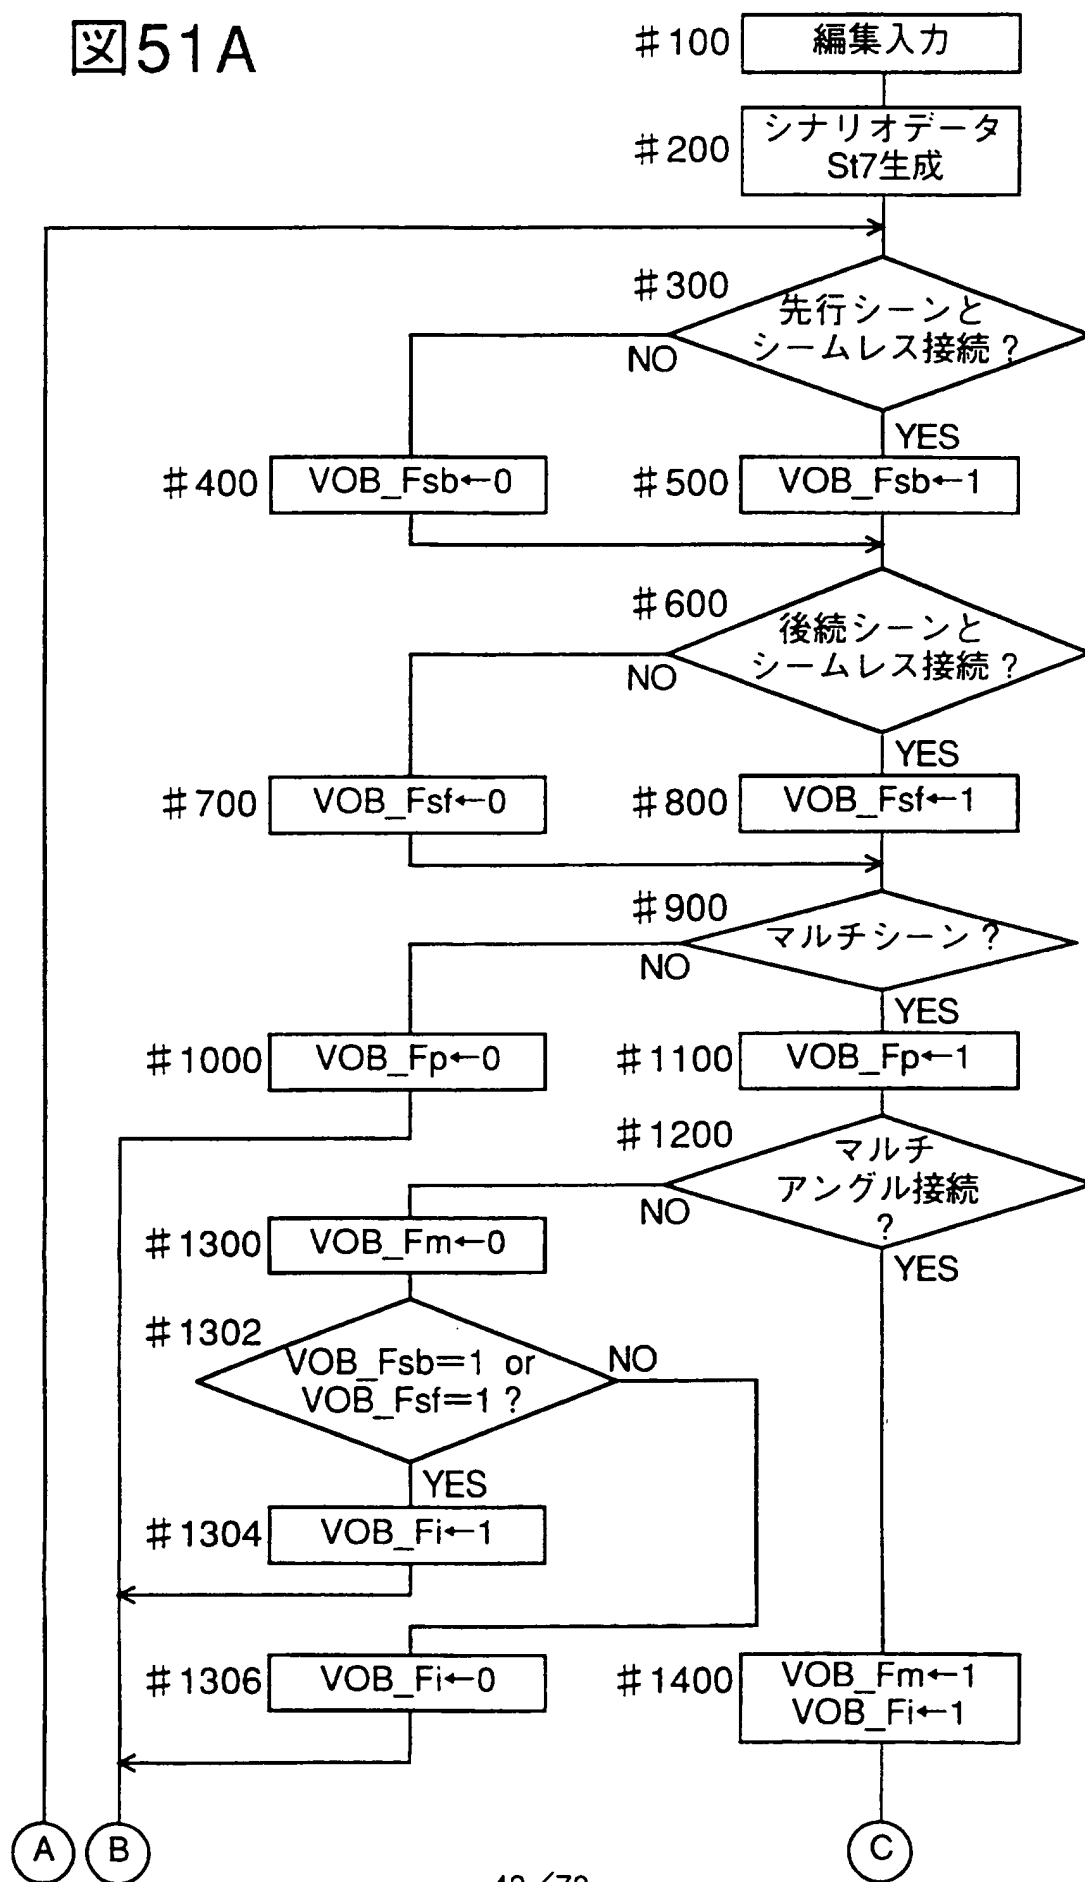 図51A
#100 編集入力
#200 シナリオデータ
St7生成
#300 先行シーンと
シームレス接続?
NO
YES
#400 VOB_Fsb←0
#500 VOB_Fsb←1
#600 後続シーンと
シームレス接続?
NO
YES
#700 VOB_Fsf←0
#800 VOB_Fsf←1
#900 マルチシーン?
NO
YES
#1000 VOB_Fp←0
#1100 VOB_Fp←1
#1200 マルチ
アングル接続
?
NO
YES
#1300 VOB_Fm←0
#1302 VOB_Fsb=1 or
VOB_Fsf=1?
NO
YES
#1304 VOB_Fi←1
#1306 VOB_Fi←0
#1400 VOB_Fm←1
VOB_Fi←1
A
B
C